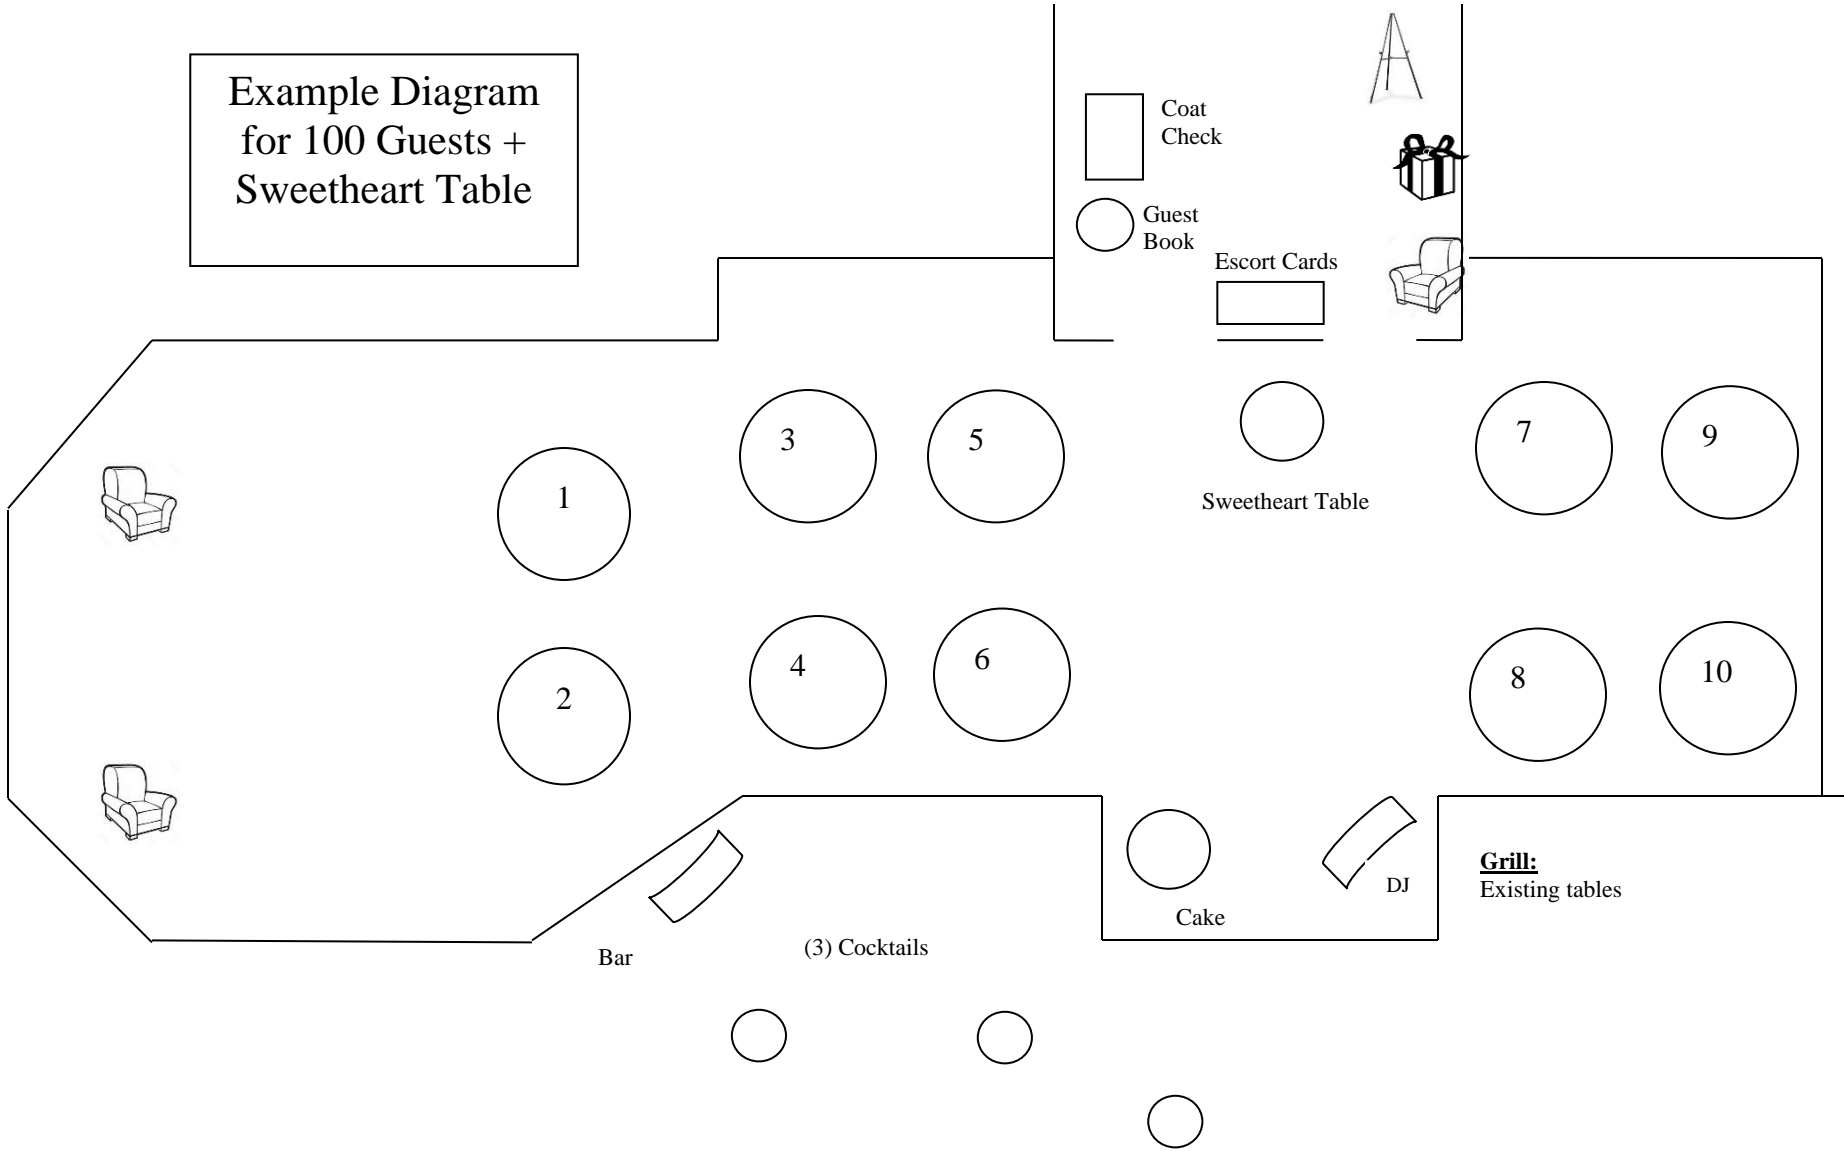 Example Diagram
for 100 Guests +
Sweetheart Table
Coat
Check
Guest
Book
Escort Cards
1
2
3
4
5
6
Sweetheart Table
7
8
9
10
Bar
(3) Cocktails
Cake
DJ
Grill:
Existing tables